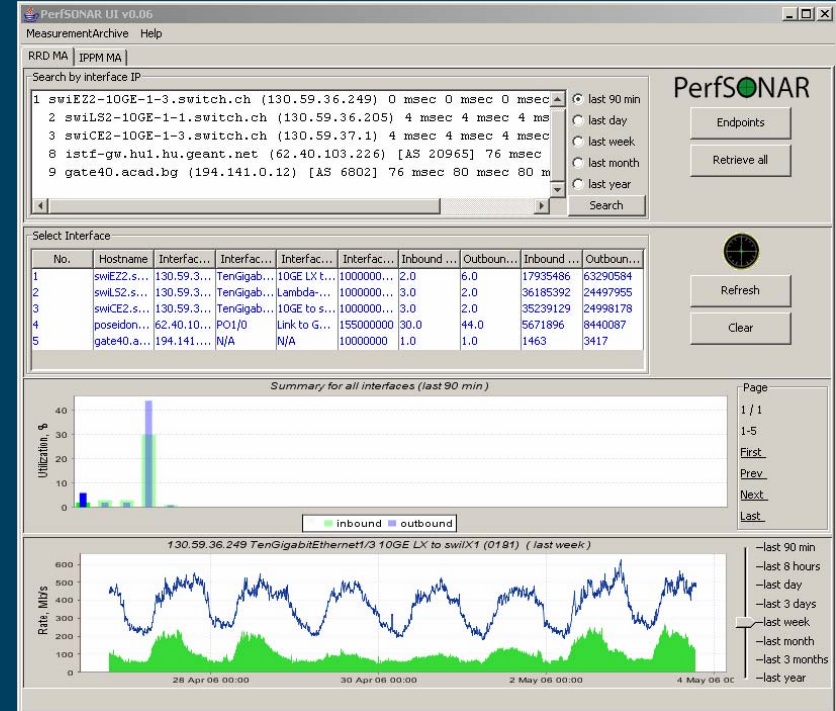 PerfSONAR UI v0.06
MeasurementArchive Help
RRD MA IPPM MA
Search by interface IP
1 swiEZ2-10GE-1-3.switch.ch (130.59.36.249) 0 msec 0 msec 0 msec
2 swiLS2-10GE-1-1.switch.ch (130.59.36.205) 4 msec 4 msec 4 ms
3 swiCE2-10GE-1-3.switch.ch (130.59.37.1) 4 msec 4 msec 4 msec
8 istf-gw.hu1.hu.geant.net (62.40.103.226) [AS 20965] 76 msec
9 gate40.acad.bg (194.141.0.12) [AS 6802] 76 msec 80 msec 80 m
last 90 min
last day
last week
last month
last year
Search
PerfSONAR
Endpoints
Retrieve all
Select Interface
No. Hostname Interfac... Interfac... Interfac... Interfac... Inbound ... Outboun... Inbound ... Outboun...
1 swiEZ2.s... 130.59.3... TenGigab... 10GE LX t... 1000000... 2.0 6.0 17935486 63290584
2 swiLS2.s... 130.59.3... TenGigab... Lambda-... 1000000... 3.0 2.0 36185392 24497955
3 swiCE2.s... 130.59.3... TenGigab... 10GE to s... 1000000... 3.0 2.0 35239129 24998178
4 poseidon... 62.40.10... PO1/0 Link to G... 155000000 30.0 44.0 5671896 8440087
5 gate40.a... 194.141.... N/A N/A 10000000 1.0 1.0 1463 3417
Refresh
Clear
Summary for all interfaces (last 90 min)
Utilization, %
40
30
20
10
0
inbound outbound
Page
1 / 1
1-5
First
Prev
Next
Last
130.59.36.249 TenGigabitEthernet1/3 10GE LX to swiIX1 (0181) ( last week )
Rate, Mb/s
600
500
400
300
200
100
0
28 Apr 06 00:00 30 Apr 06 00:00 2 May 06 00:00 4 May 06 0C
last 90 min
last 8 hours
last day
last 3 days
last week
last month
last 3 months
last year